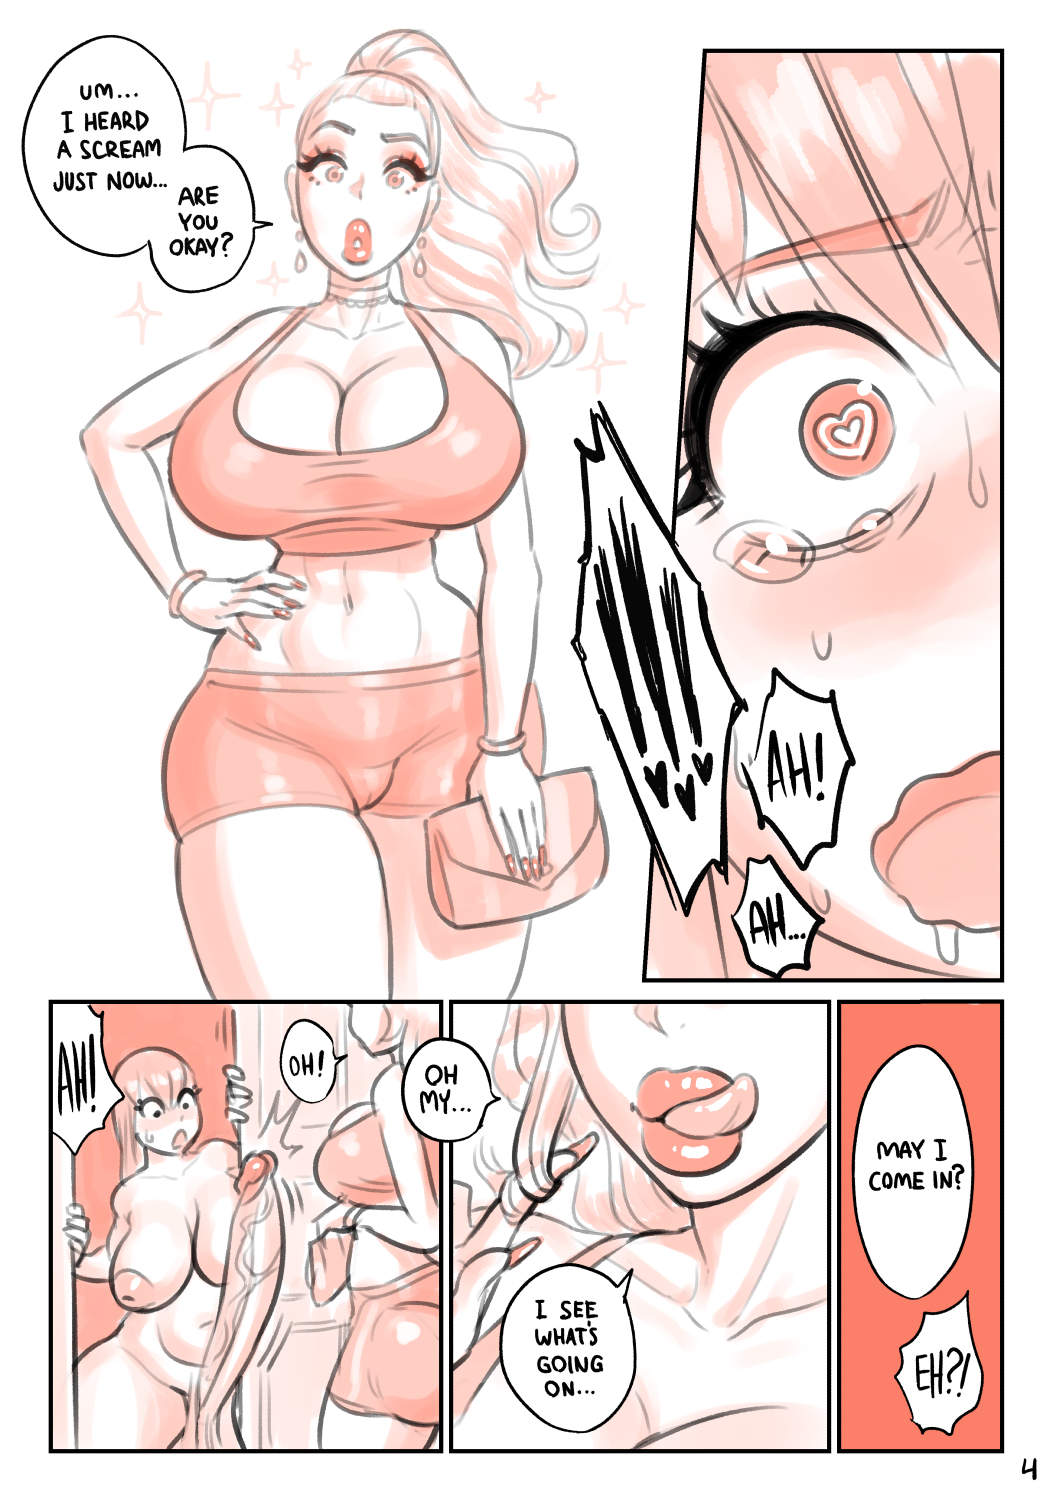 UM...
I HEARD
A SCREAM
JUST NOW...
ARE
YOU
OKAY?
AH!
AH...
AH!
OH!
OH
MY...
I SEE
WHAT'S
GOING
ON...
MAY I
COME IN?
EH?!
4